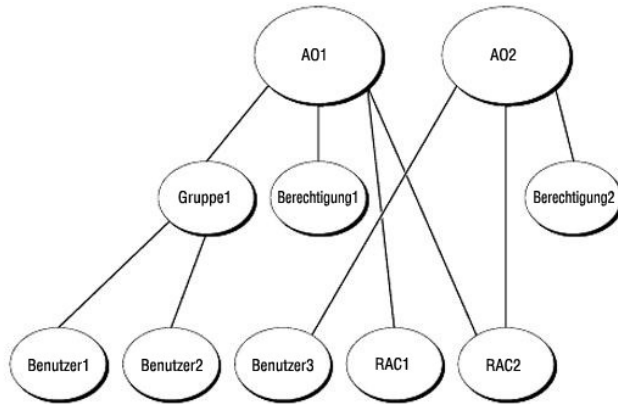 AO1
AO2
Gruppe1
Berechtigung1
Berechtigung2
Benutzer1
Benutzer2
Benutzer3
RAC1
RAC2